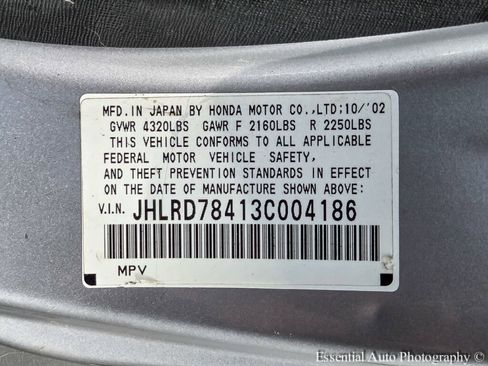 MFD.IN JAPAN BY HONDA MOTOR CO.,LTD;10/'02
GVWR 4320LBS GAWR F 2160LBS R 2250LBS
THIS VEHICLE CONFORMS TO ALL APPLICABLE
FEDERAL MOTOR VEHICLE SAFETY,
AND THEFT PREVENTION STANDARDS IN EFFECT
ON THE DATE OF MANUFACTURE SHOWN ABOVE:
V.I.N. JHLRD78413C004186
MPV
Essential Auto Photography ©